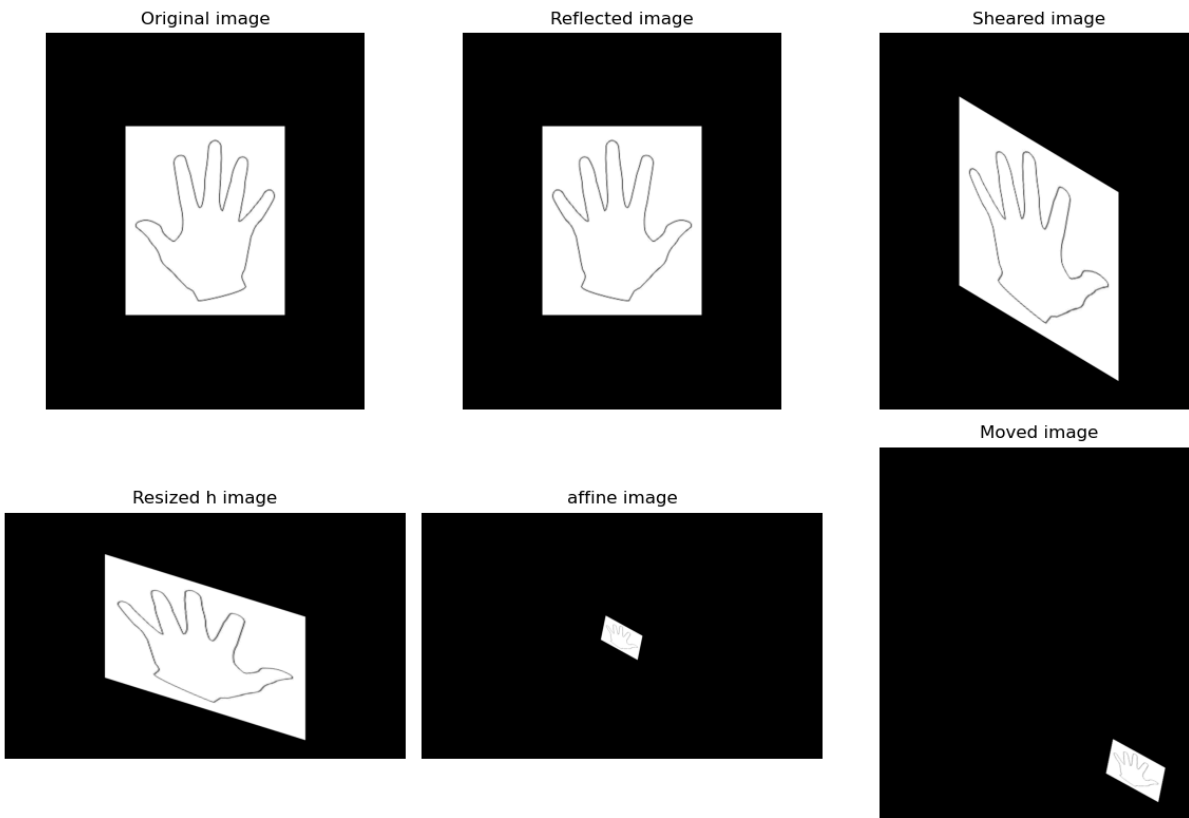 Original image
Reflected image
Sheared image
Resized h image
affine image
Moved image